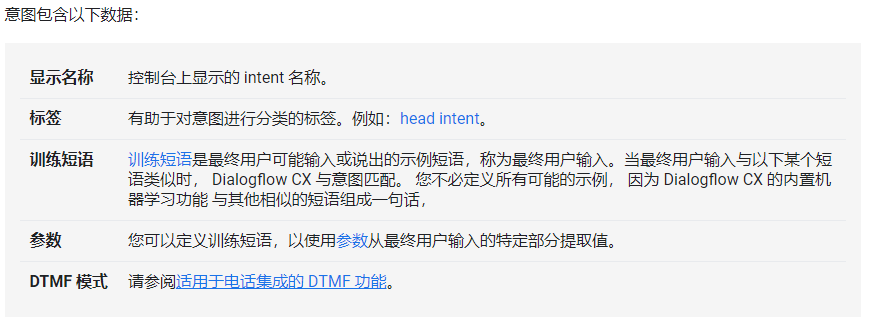 意图包含以下数据：
显示名称 控制台上显示的 intent 名称。
标签 有助于对意图进行分类的标签。例如：head intent。
训练短语 训练短语是最终用户可能输入或说出的示例短语，称为最终用户输入。当最终用户输入与以下某个短
语类似时， Dialogflow CX 与意图匹配。 您不必定义所有可能的示例， 因为 Dialogflow CX 的内置机
器学习功能 与其他相似的短语组成一句话，
参数 您可以定义训练短语，以使用参数从最终用户输入的特定部分提取值。
DTMF 模式 请参阅适用于电话集成的 DTMF 功能。